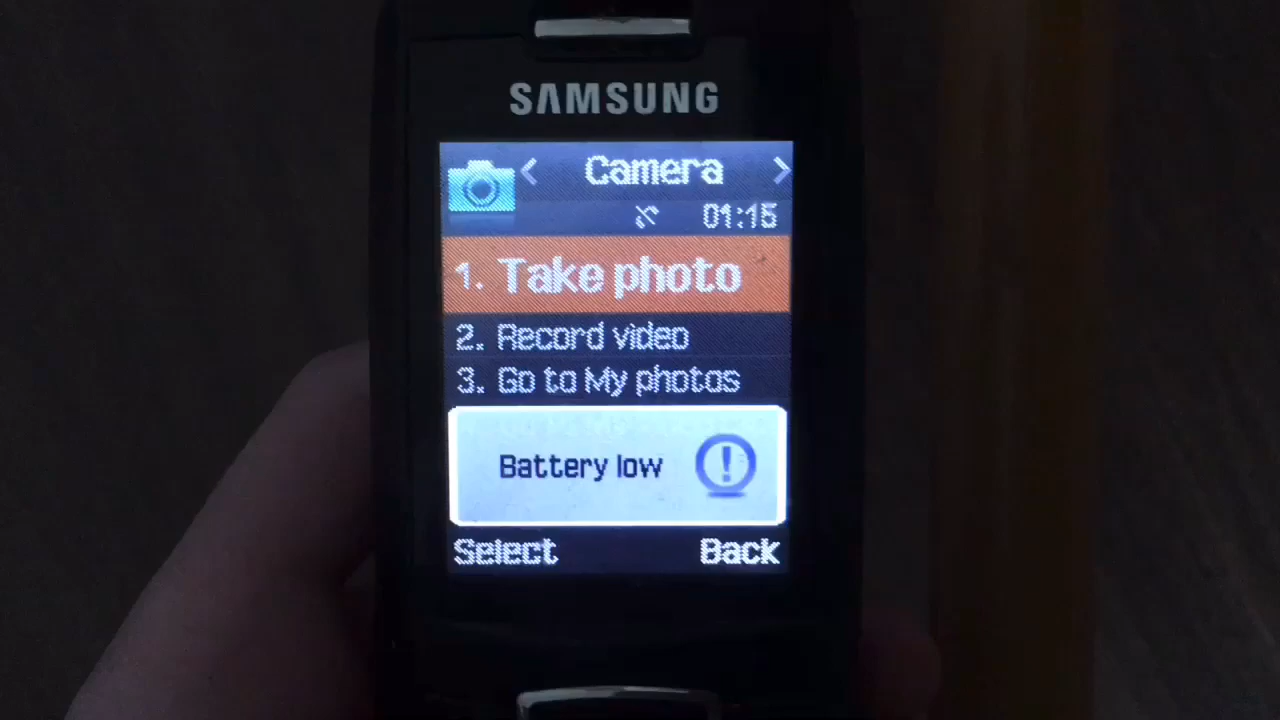 SAMSUNG
Camera
01:15
1. Take photo
2. Record video
3. Go to My photos
Battery low
Select Back